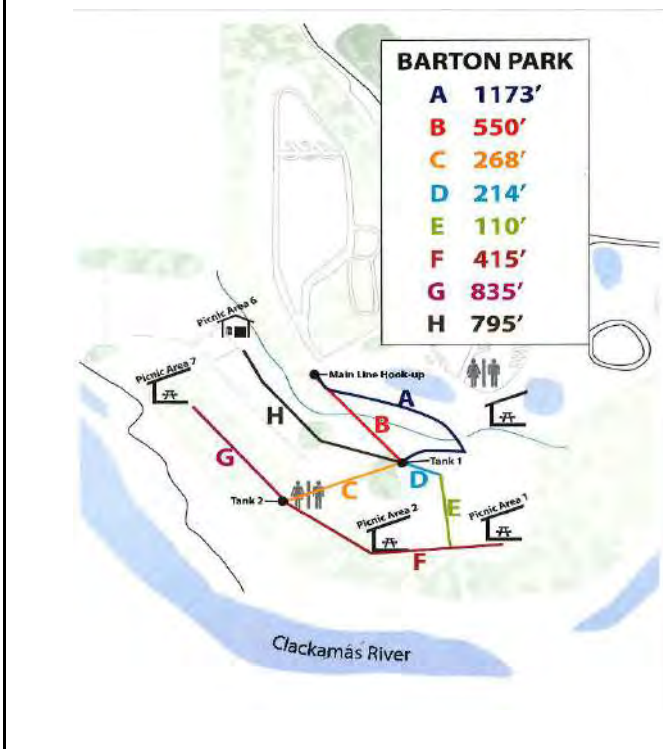 BARTON PARK
A 1173'
B 550'
C 268'
D 214'
E 110'
F 415'
G 835'
H 795'
Picnic Area 6
Picnic Area 7
Main Line Hook-up
A
H
B
G
Tank 1
D
C
Tank 2
E
Picnic Area 2
Picnic Area 1
F
Clackamas River